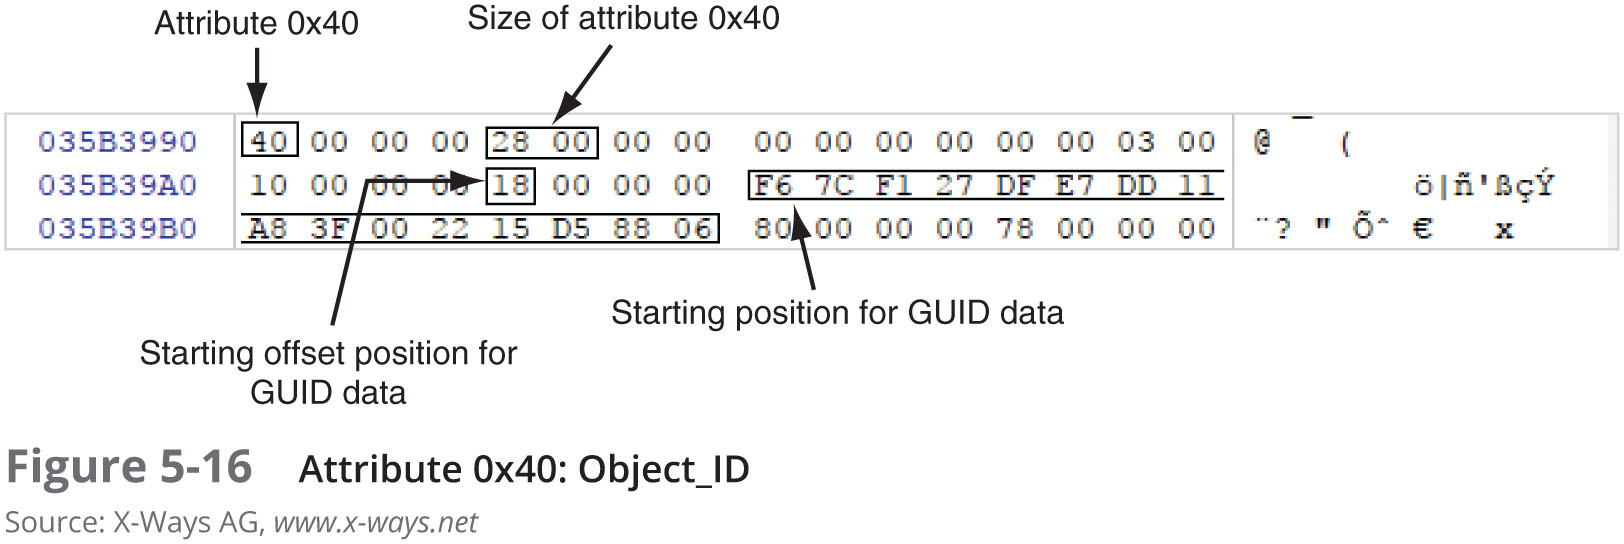 Attribute 0x40
Size of attribute 0x40
035B3990 40 00 00 00 28 00 00 00 00 00 00 00 00 00 03 00 @ (
035B39A0 10 00 00 00 18 00 00 00 F6 7C F1 27 DF E7 DD 11 ö|ñ'ßçÝ
035B39B0 A8 3F 00 22 15 D5 88 06 80 00 00 00 78 00 00 00 ¨? " Õˆ € x
Starting position for GUID data
Starting offset position for
GUID data
Figure 5-16 Attribute 0x40: Object_ID
Source: X-Ways AG, www.x-ways.net